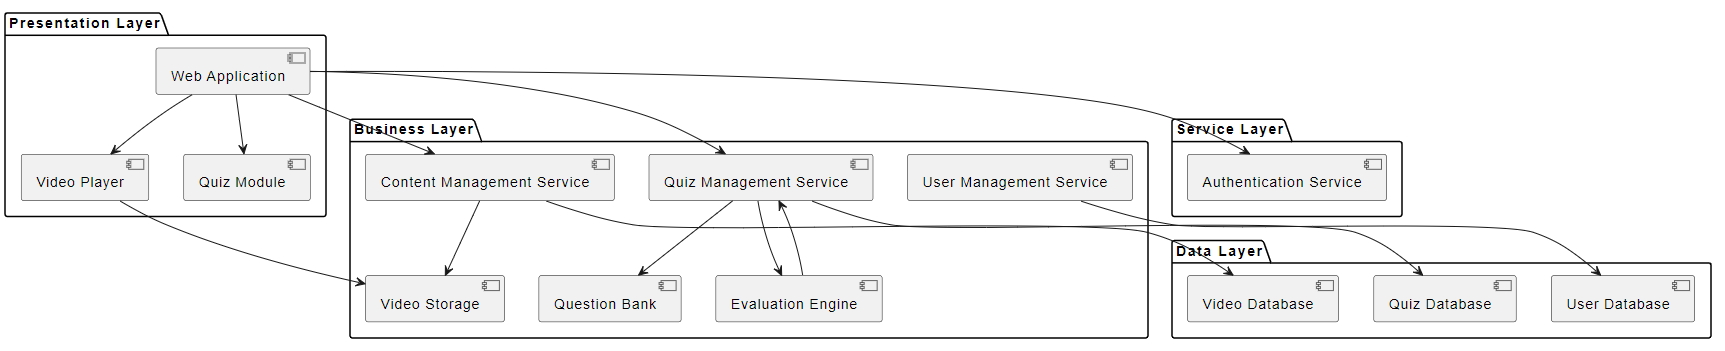 Presentation Layer
Web Application
Video Player
Quiz Module
Business Layer
Content Management Service
Quiz Management Service
User Management Service
Video Storage
Question Bank
Evaluation Engine
Service Layer
Authentication Service
Data Layer
Video Database
Quiz Database
User Database